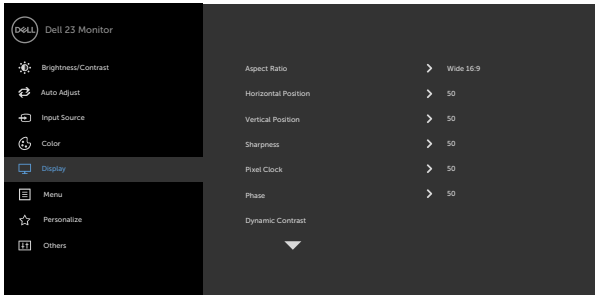 DELL
Dell 23 Monitor
Brightness/Contrast
Auto Adjust
Input Source
Color
Display
Menu
Personalize
Others
Aspect Ratio Wide 16:9
Horizontal Position 50
Vertical Position 50
Sharpness 50
Pixel Clock 50
Phase 50
Dynamic Contrast